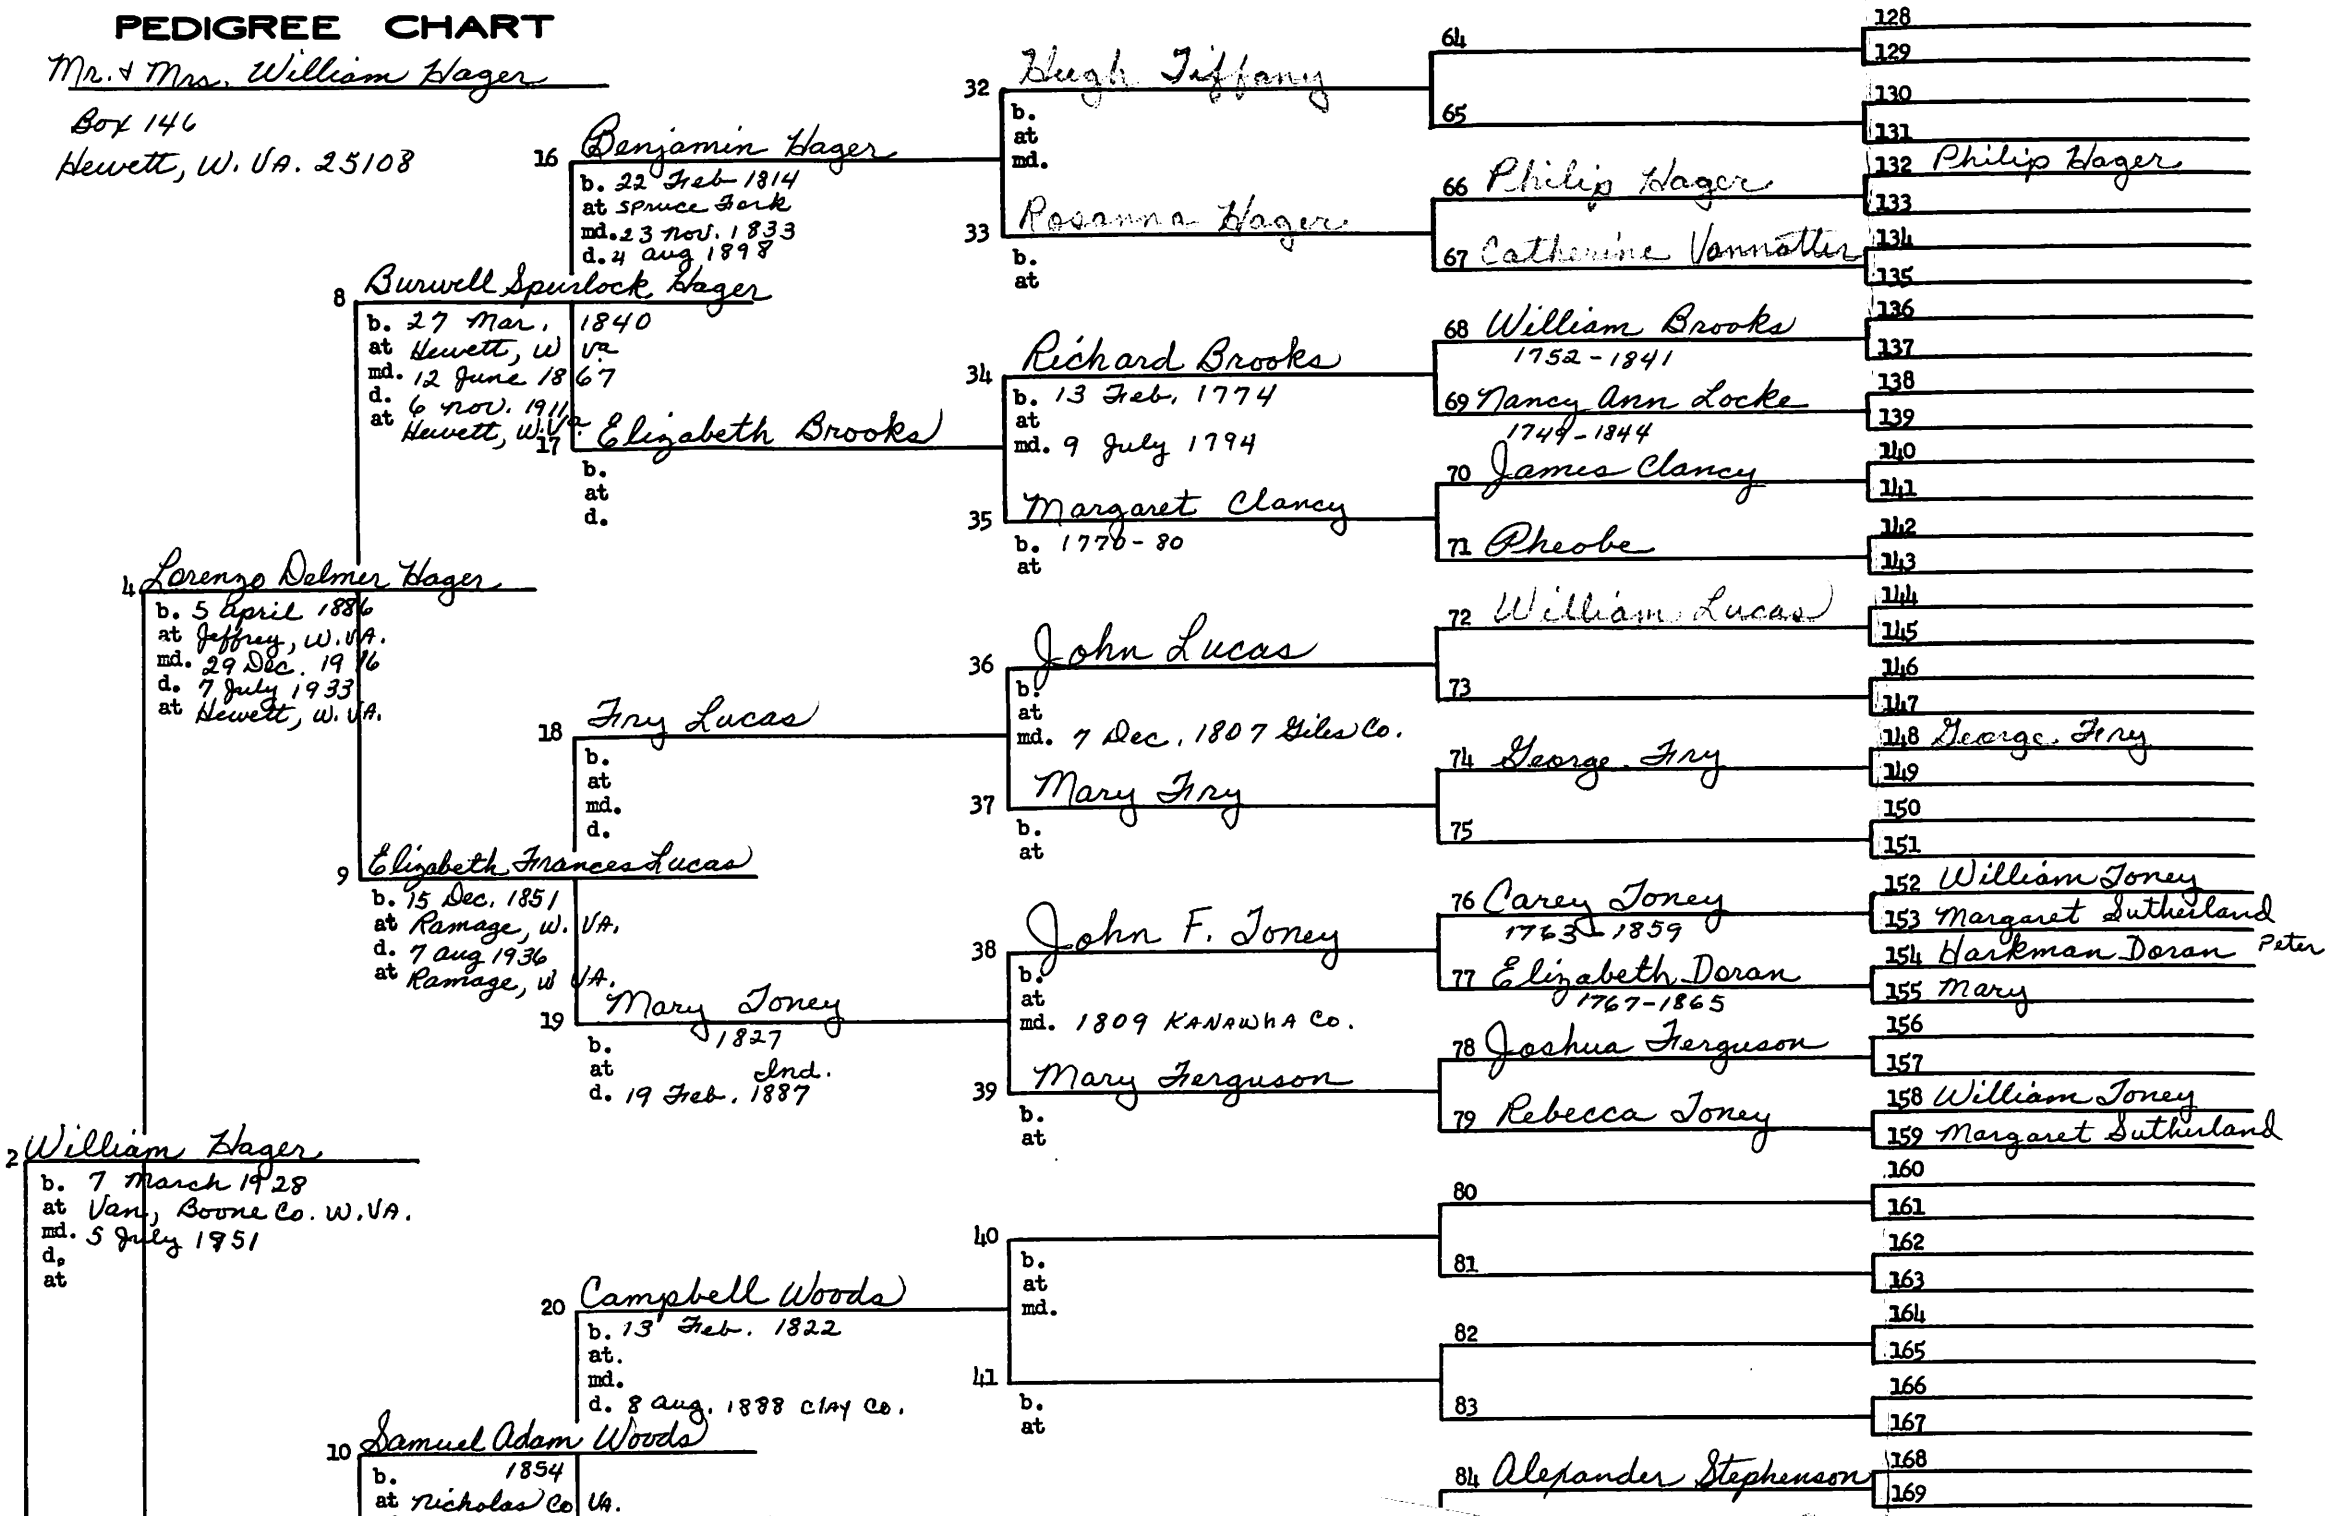 PEDIGREE CHART
Mr. & Mrs. William Hager
Box 146
Hewett, W. VA. 25108
2 William Hager
b. 7 March 1928
at Van, Boone Co. W.VA.
md. 5 July 1951
d.
at
4 Lorenzo Delmer Hager
b. 5 April 1886
at Jeffrey, W.VA.
md. 29 Dec. 1916
d. 7 July 1933
at Hewett, W.VA.
8 Burwell Spurlock Hager
b. 27 Mar. 1840
at Hewett, W Va
md. 12 June 1867
d. 6 Nov. 1911
at Hewett, W.Va.
9 Elizabeth Frances Lucas
b. 15 Dec. 1851
at Ramage, W. VA.
d. 7 Aug 1936
at Ramage, W VA.
10 Samuel Adam Woods
b. 1854
at Nicholas Co VA.
16 Benjamin Hager
b. 22 Feb 1814
at Spruce Fork
md. 23 Nov. 1833
d. 4 Aug 1898
17 Elizabeth Brooks
b.
at
d.
18 Fry Lucas
b.
at
md.
d.
19 Mary Toney
b. 1827
at Ind.
d. 19 Feb. 1887
20 Campbell Woods
b. 13 Feb. 1822
at.
md.
d. 8 Aug. 1888 Clay Co.
32 Hugh Tiffany
b.
at
md.
33 Rosanna Hager
b.
at
34 Richard Brooks
b. 13 Feb. 1774
at
md. 9 July 1794
35 Margaret Clancy
b. 1770-80
at
36 John Lucas
b.
at
md. 7 Dec. 1807 Giles Co.
37 Mary Fry
b.
at
38 John F. Toney
b.
at
md. 1809 KANAWHA Co.
39 Mary Ferguson
b.
at
40
b.
at
md.
41
b.
at
64
65
66 Philip Hager
67 Catherine Vannatter
68 William Brooks
1752-1841
69 Nancy Ann Locke
1749-1844
70 James Clancy
71 Pheobe
72 William Lucas
73
74 George Fry
75
76 Carey Toney
1763-1859
77 Elizabeth Doran
1767-1865
78 Joshua Ferguson
79 Rebecca Toney
80
81
82
83
84 Alexander Stephenson
128
129
130
131
132 Philip Hager
133
134
135
136
137
138
139
140
141
142
143
144
145
146
147
148 George Fry
149
150
151
152 William Toney
153 Margaret Sutherland
154 Harkman Doran Peter
155 Mary
156
157
158 William Toney
159 Margaret Sutherland
160
161
162
163
164
165
166
167
168
169